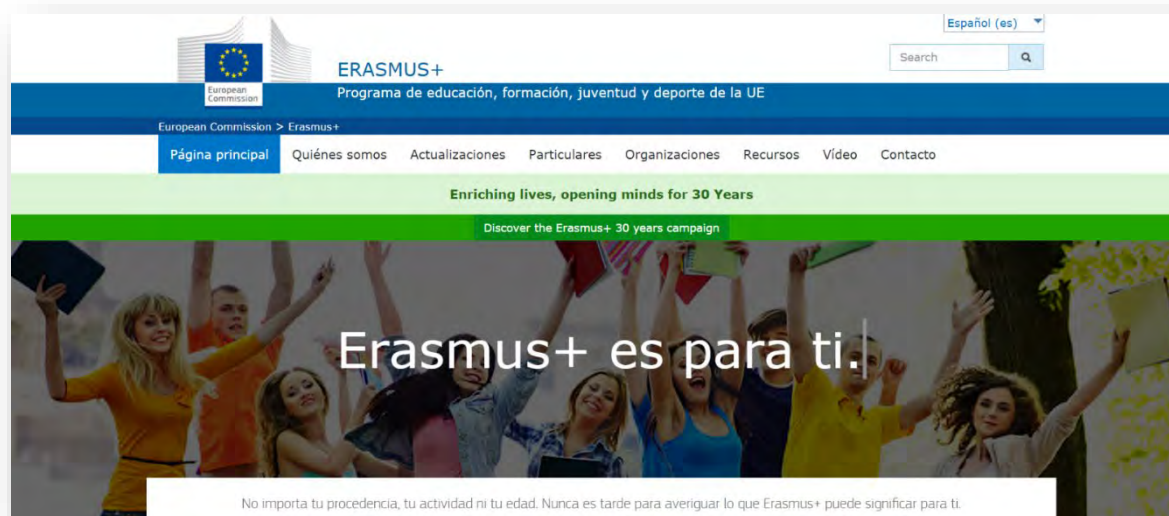 Español (es)
Search
European
Commission
ERASMUS+
Programa de educación, formación, juventud y deporte de la UE
European Commission > Erasmus+
Página principal Quiénes somos Actualizaciones Particulares Organizaciones Recursos Vídeo Contacto
Enriching lives, opening minds for 30 Years
Discover the Erasmus+ 30 years campaign
Erasmus+ es para ti.
No importa tu procedencia, tu actividad ni tu edad. Nunca es tarde para averiguar lo que Erasmus+ puede significar para ti.